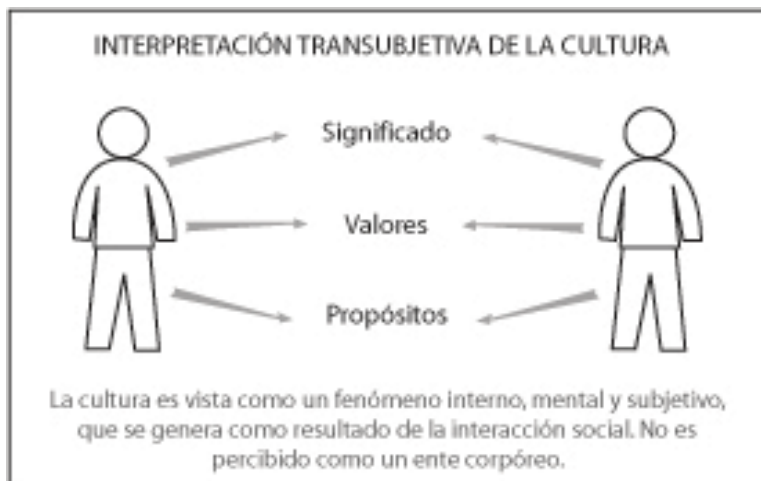 INTERPRETACIÓN TRANSUBJETIVA DE LA CULTURA
Significado
Valores
Propósitos
La cultura es vista como un fenómeno interno, mental y subjetivo,
que se genera como resultado de la interacción social. No es
percibido como un ente corpóreo.